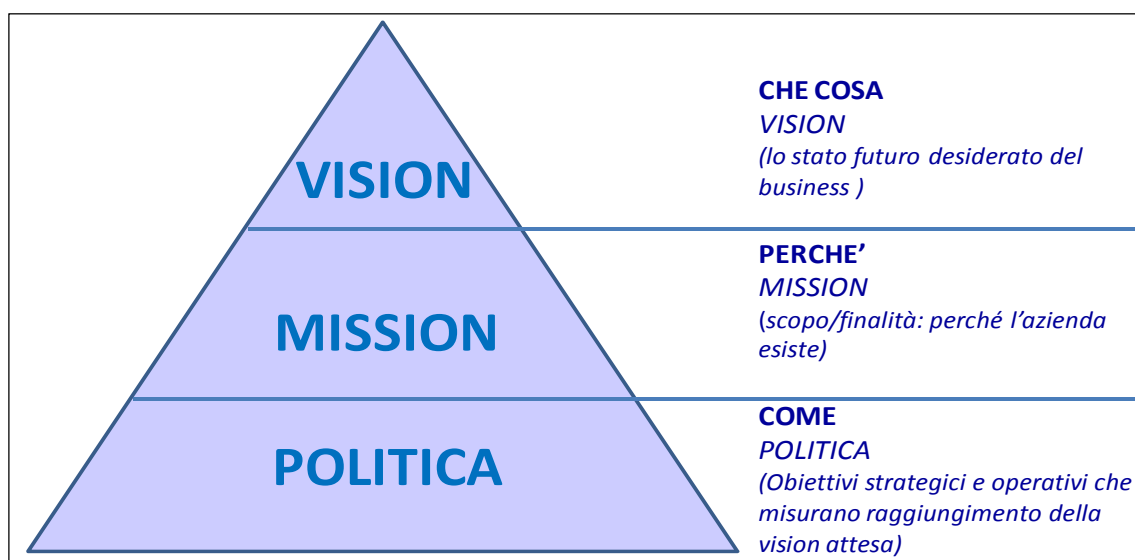 VISION
CHE COSA
VISION
(lo stato futuro desiderato del
business )
MISSION
PERCHE’
MISSION
(scopo/finalità: perché l’azienda
esiste)
POLITICA
COME
POLITICA
(Obiettivi strategici e operativi che
misurano raggiungimento della
vision attesa)